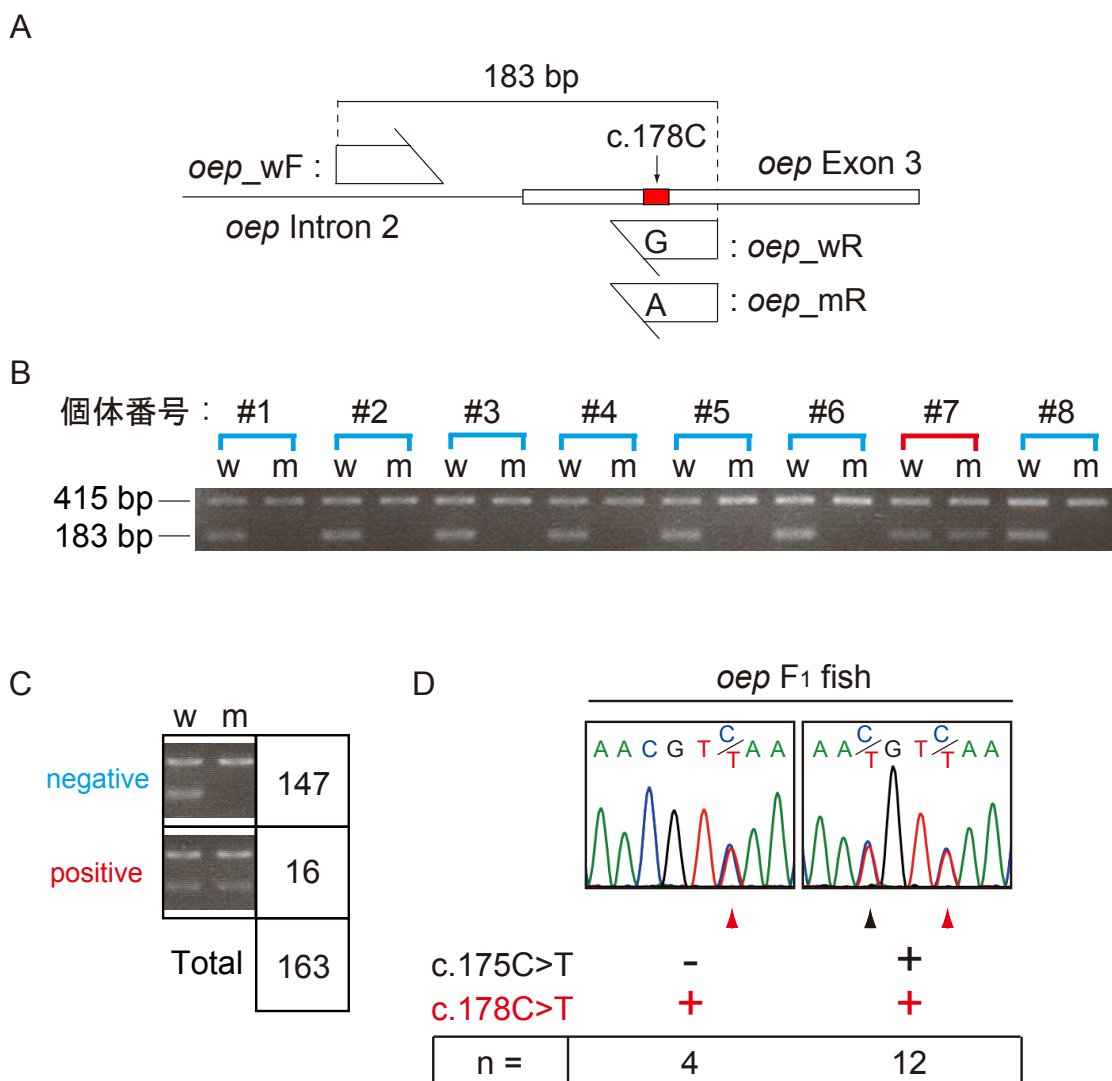 A
183 bp
c.178C
oep_wF :
oep Exon 3
oep Intron 2
G : oep_wR
A : oep_mR
B
個体番号 : #1 #2 #3 #4 #5 #6 #7 #8
w m w m w m w m w m w m w m w m
415 bp
183 bp
C
w m
negative 147
positive 16
Total 163
D
oep F1 fish
A A C G T C/T A A
A A C/T G T C/T A A
c.175C>T - +
c.178C>T + +
n = 4 12